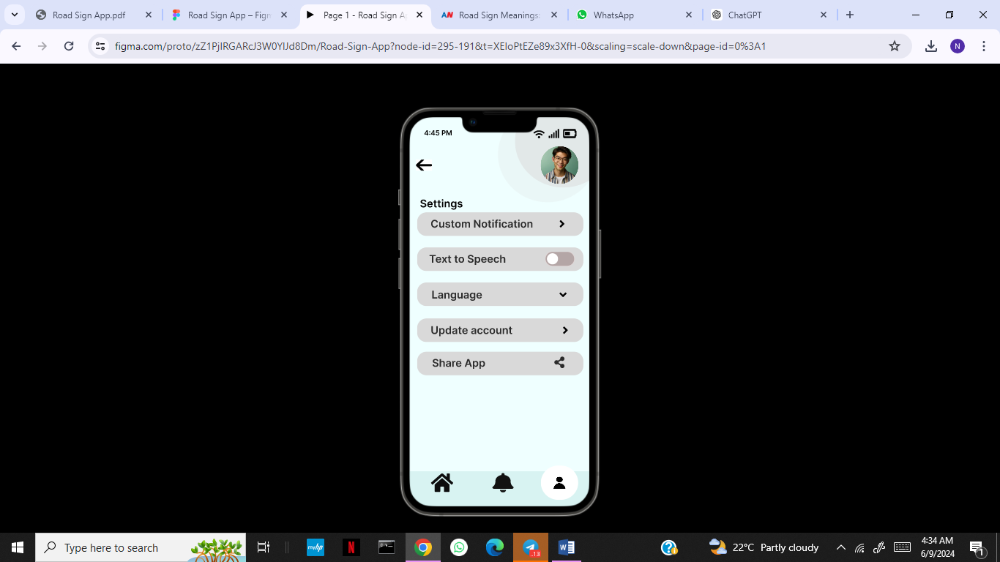 Road Sign App.pdf
Road Sign App – Figm
Page 1 - Road Sign A
Road Sign Meanings:
WhatsApp
ChatGPT
figma.com/proto/zZ1PjIRGARcJ3W0YlJd8Dm/Road-Sign-App?node-id=295-191&t=XEIoPtEZe89x3XfH-0&scaling=scale-down&page-id=0%3A1
N
4:45 PM
Settings
Custom Notification
Text to Speech
Language
Update account
Share App
Type here to search
myhp
N
13
W
22°C Partly cloudy
4:34 AM
6/9/2024
1